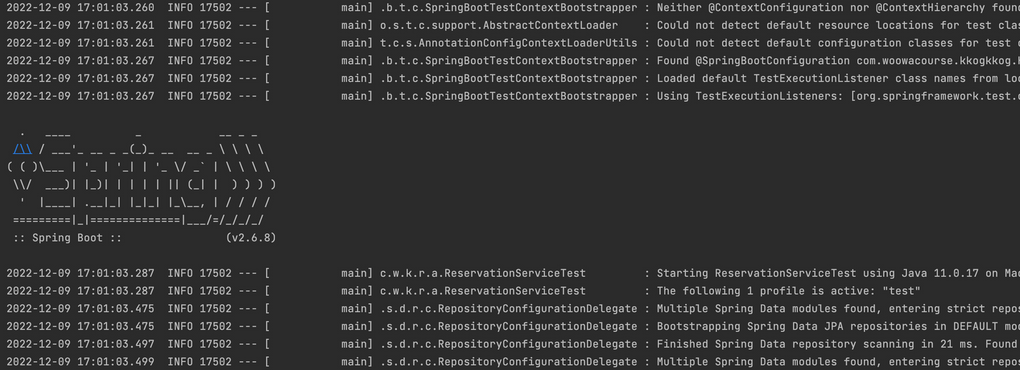 2022-12-09 17:01:03.260  INFO 17502 --- [           main] .b.t.c.SpringBootTestContextBootstrapper : Neither @ContextConfiguration nor @ContextHierarchy foun
2022-12-09 17:01:03.261  INFO 17502 --- [           main] o.s.t.c.support.AbstractContextLoader    : Could not detect default resource locations for test clas
2022-12-09 17:01:03.261  INFO 17502 --- [           main] t.c.s.AnnotationConfigContextLoaderUtils : Could not detect default configuration classes for test c
2022-12-09 17:01:03.267  INFO 17502 --- [           main] .b.t.c.SpringBootTestContextBootstrapper : Found @SpringBootConfiguration com.woowacourse.kkogkkog.
2022-12-09 17:01:03.267  INFO 17502 --- [           main] .b.t.c.SpringBootTestContextBootstrapper : Loaded default TestExecutionListener class names from loc
2022-12-09 17:01:03.267  INFO 17502 --- [           main] .b.t.c.SpringBootTestContextBootstrapper : Using TestExecutionListeners: [org.springframework.test.c
  .   ____          _            __ _ _
 /\\ / ___'_ __ _ _(_)_ __  __ _ \ \ \ \
( ( )\___ | '_ | '_| | '_ \/ _` | \ \ \ \
 \\/  ___)| |_)| | | | | || (_| |  ) ) ) )
  '  |____| .__|_| |_|_| |_\__, | / / / /
 =========|_|==============|___/=/_/_/_/
 :: Spring Boot ::                (v2.6.8)
2022-12-09 17:01:03.287  INFO 17502 --- [           main] c.w.k.r.a.ReservationServiceTest         : Starting ReservationServiceTest using Java 11.0.17 on Mac
2022-12-09 17:01:03.287  INFO 17502 --- [           main] c.w.k.r.a.ReservationServiceTest         : The following 1 profile is active: "test"
2022-12-09 17:01:03.475  INFO 17502 --- [           main] .s.d.r.c.RepositoryConfigurationDelegate : Multiple Spring Data modules found, entering strict repos
2022-12-09 17:01:03.475  INFO 17502 --- [           main] .s.d.r.c.RepositoryConfigurationDelegate : Bootstrapping Spring Data JPA repositories in DEFAULT mod
2022-12-09 17:01:03.497  INFO 17502 --- [           main] .s.d.r.c.RepositoryConfigurationDelegate : Finished Spring Data repository scanning in 21 ms. Found
2022-12-09 17:01:03.499  INFO 17502 --- [           main] .s.d.r.c.RepositoryConfigurationDelegate : Multiple Spring Data modules found, entering strict repos